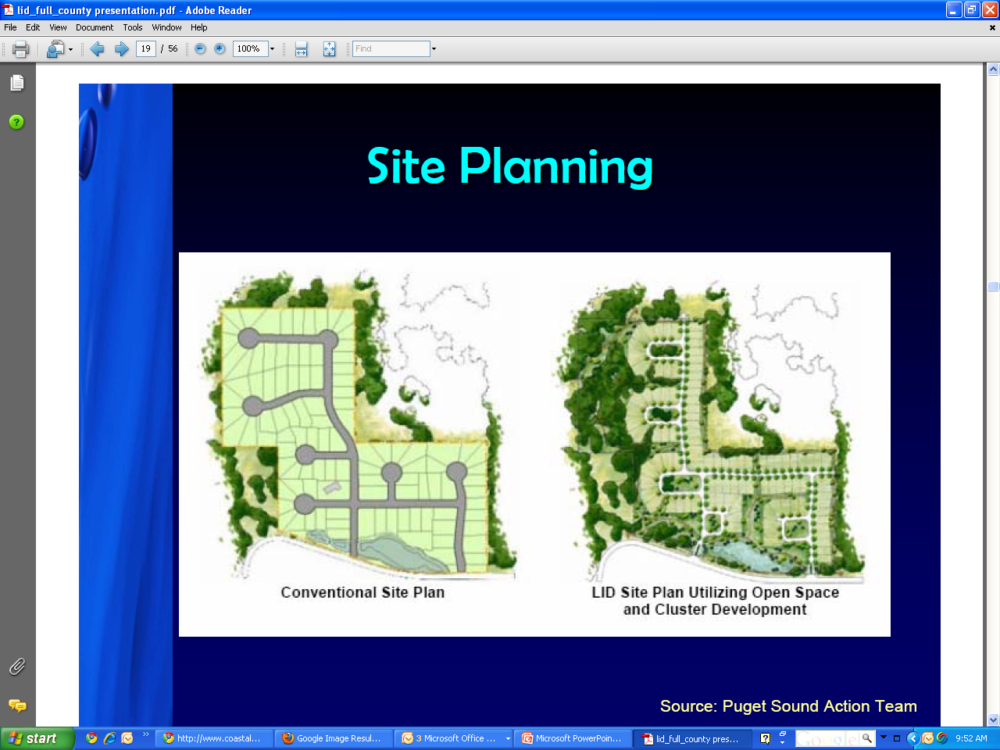 lid_full_county presentation.pdf - Adobe Reader
File Edit View Document Tools Window Help
19 / 56 100% Find
Site Planning
Conventional Site Plan
LID Site Plan Utilizing Open Space
and Cluster Development
Source: Puget Sound Action Team
start
http://www.coastal...
Google Image Resul...
3 Microsoft Office ...
Microsoft PowerPoin...
lid_full_county pres...
Google
9:52 AM